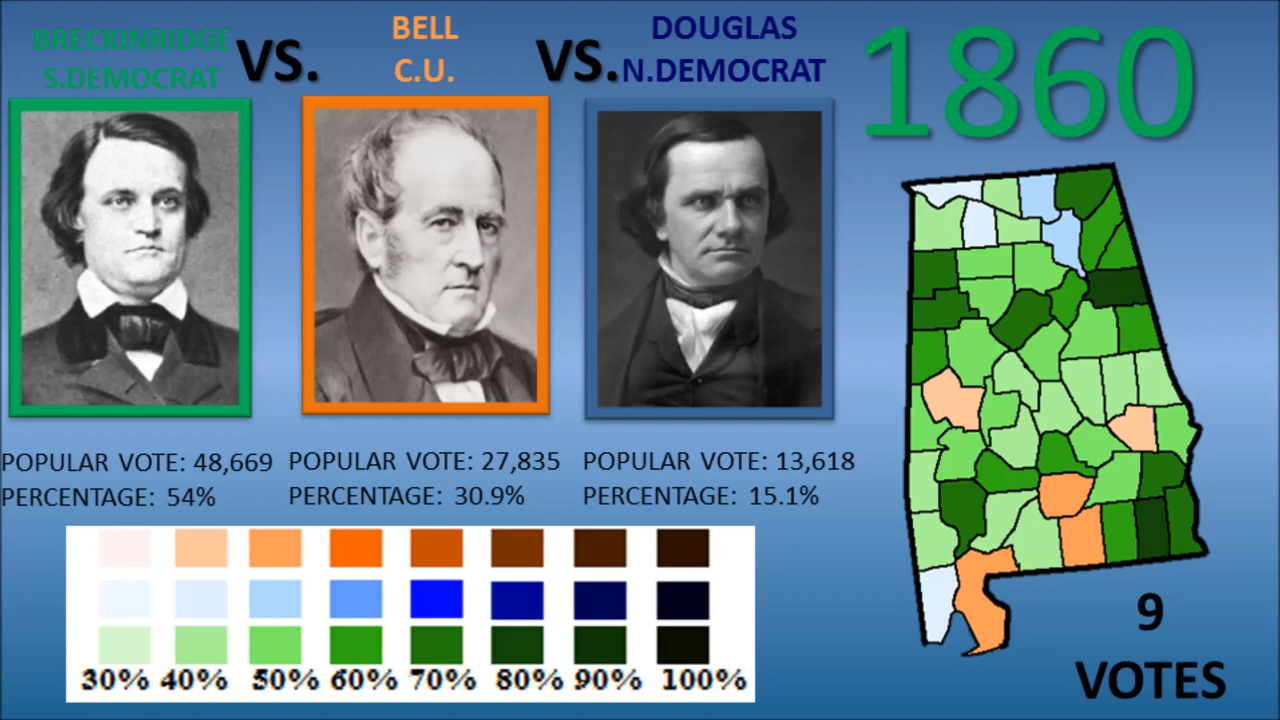 BRECKINRIDGE
S.DEMOCRAT
VS.
BELL
C.U.
VS.
DOUGLAS
N.DEMOCRAT
1860
POPULAR VOTE: 48,669
PERCENTAGE: 54%
POPULAR VOTE: 27,835
PERCENTAGE: 30.9%
POPULAR VOTE: 13,618
PERCENTAGE: 15.1%
30% 40% 50% 60% 70% 80% 90% 100%
9
VOTES